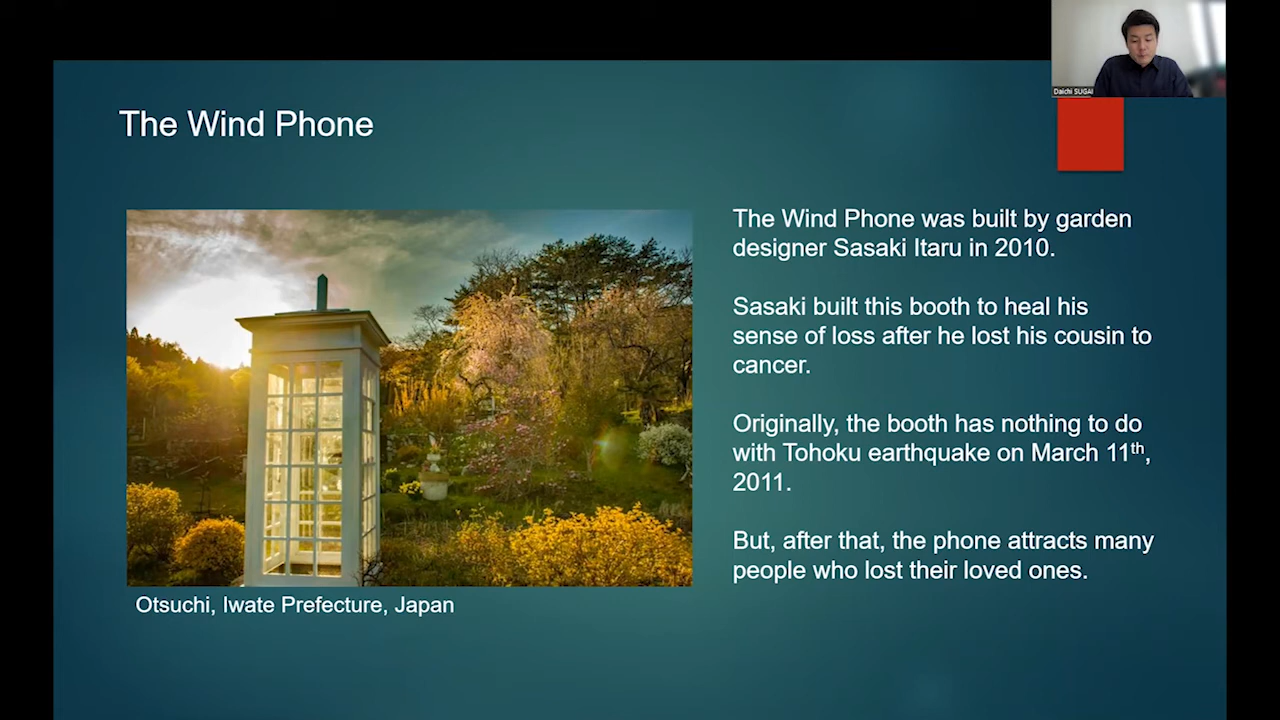 Daichi SUGAI
The Wind Phone
The Wind Phone was built by garden
designer Sasaki Itaru in 2010.
Sasaki built this booth to heal his
sense of loss after he lost his cousin to
cancer.
Originally, the booth has nothing to do
with Tohoku earthquake on March 11th,
2011.
But, after that, the phone attracts many
people who lost their loved ones.
Otsuchi, Iwate Prefecture, Japan